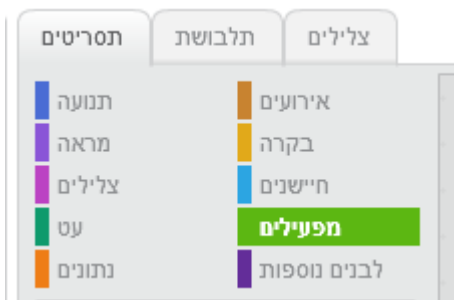 תסריטים תלבושת צלילים
תנועה אירועים
מראה בקרה
צלילים חיישנים
עט מפעילים
נתונים לבנים נוספות